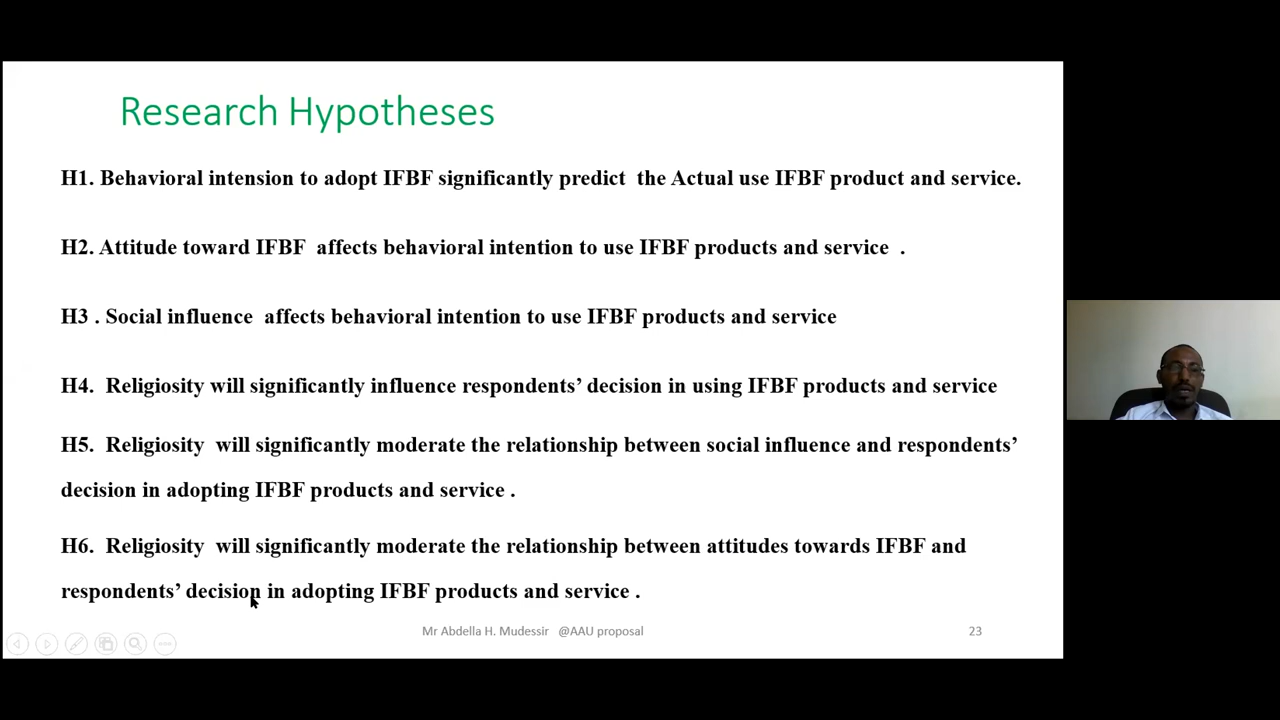 Research Hypotheses
H1. Behavioral intension to adopt IFBF significantly predict the Actual use IFBF product and service.
H2. Attitude toward IFBF affects behavioral intention to use IFBF products and service .
H3 . Social influence affects behavioral intention to use IFBF products and service
H4. Religiosity will significantly influence respondents’ decision in using IFBF products and service
H5. Religiosity will significantly moderate the relationship between social influence and respondents’
decision in adopting IFBF products and service .
H6. Religiosity will significantly moderate the relationship between attitudes towards IFBF and
respondents’ decision in adopting IFBF products and service .
Mr Abdella H. Mudessir @AAU proposal
23